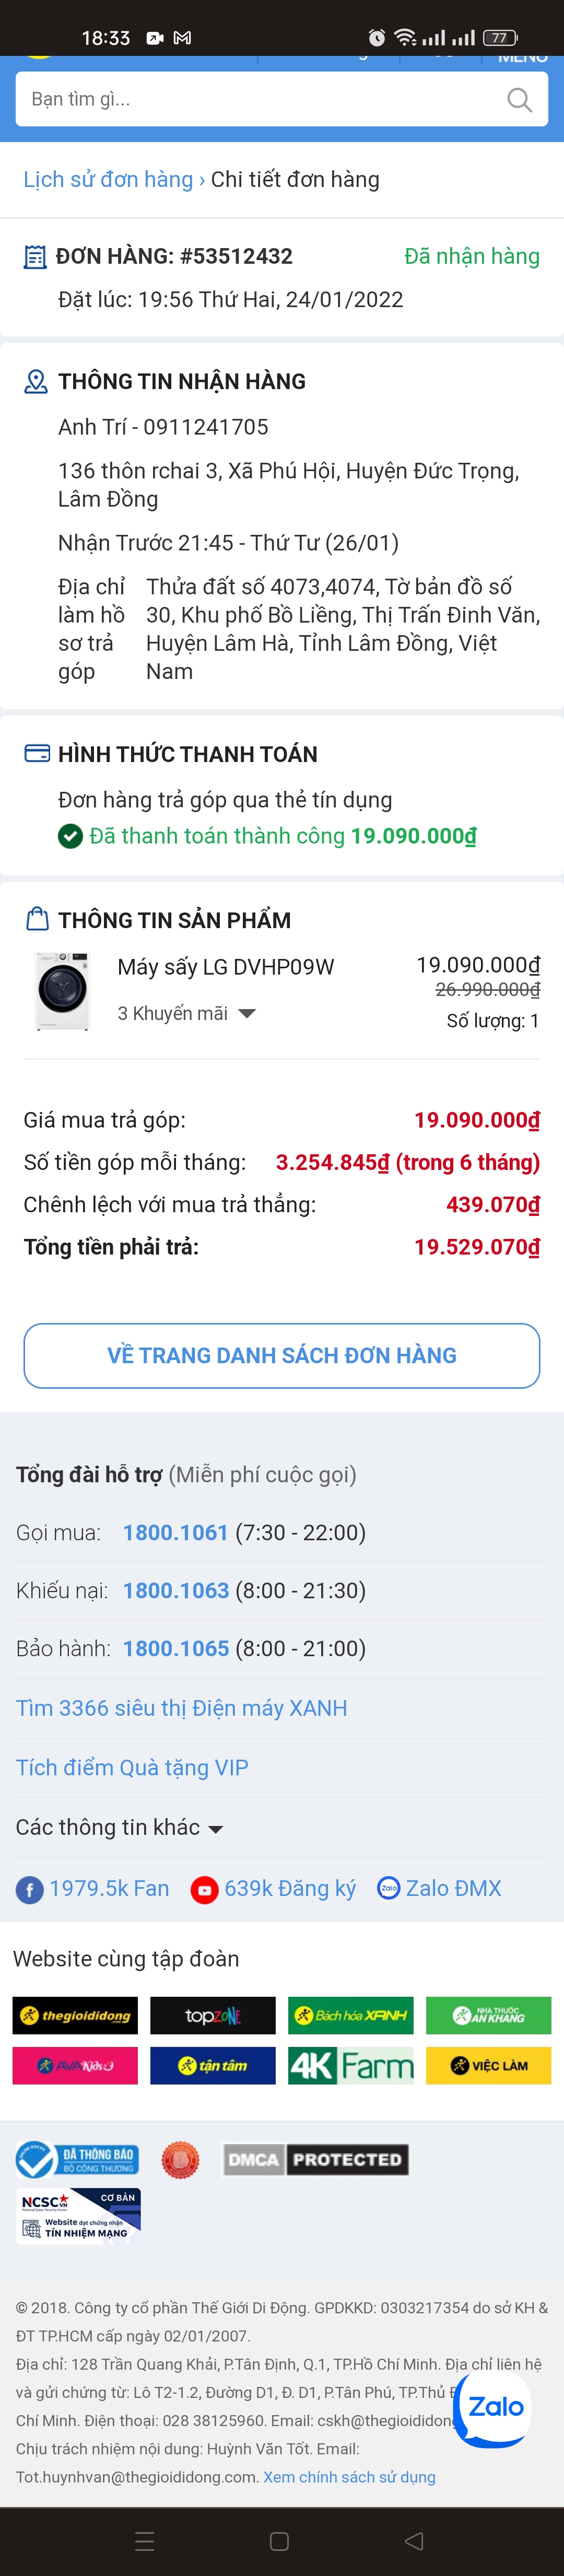 18:33
77
MENU
Bạn tìm gì...
Lịch sử đơn hàng › Chi tiết đơn hàng
ĐƠN HÀNG: #53512432 Đã nhận hàng
Đặt lúc: 19:56 Thứ Hai, 24/01/2022
THÔNG TIN NHẬN HÀNG
Anh Trí - 0911241705
136 thôn rchai 3, Xã Phú Hội, Huyện Đức Trọng,
Lâm Đồng
Nhận Trước 21:45 - Thứ Tư (26/01)
Địa chỉ Thửa đất số 4073,4074, Tờ bản đồ số
làm hồ 30, Khu phố Bồ Liềng, Thị Trấn Đinh Văn,
sơ trả Huyện Lâm Hà, Tỉnh Lâm Đồng, Việt
góp Nam
HÌNH THỨC THANH TOÁN
Đơn hàng trả góp qua thẻ tín dụng
Đã thanh toán thành công 19.090.000₫
THÔNG TIN SẢN PHẨM
Máy sấy LG DVHP09W 19.090.000₫
26.990.000₫
3 Khuyến mãi
Số lượng: 1
Giá mua trả góp: 19.090.000₫
Số tiền góp mỗi tháng: 3.254.845₫ (trong 6 tháng)
Chênh lệch với mua trả thẳng: 439.070₫
Tổng tiền phải trả: 19.529.070₫
VỀ TRANG DANH SÁCH ĐƠN HÀNG
Tổng đài hỗ trợ (Miễn phí cuộc gọi)
Gọi mua: 1800.1061 (7:30 - 22:00)
Khiếu nại: 1800.1063 (8:00 - 21:30)
Bảo hành: 1800.1065 (8:00 - 21:00)
Tìm 3366 siêu thị Điện máy XANH
Tích điểm Quà tặng VIP
Các thông tin khác
1979.5k Fan 639k Đăng ký Zalo Zalo ĐMX
Website cùng tập đoàn
thegioididong topzone Bách hóa XANH NHÀ THUỐC AN KHANG
AVAKids tận tâm 4KFarm VIỆC LÀM
ĐÃ THÔNG BÁO
BỘ CÔNG THƯƠNG
DMCA PROTECTED
NCSC VN CƠ BẢN
Website đạt chứng nhận
TÍN NHIỆM MẠNG
© 2018. Công ty cổ phần Thế Giới Di Động. GPDKKD: 0303217354 do sở KH &
ĐT TP.HCM cấp ngày 02/01/2007.
Địa chỉ: 128 Trần Quang Khải, P.Tân Định, Q.1, TP.Hồ Chí Minh. Địa chỉ liên hệ
và gửi chứng từ: Lô T2-1.2, Đường D1, Đ. D1, P.Tân Phú, TP.Thủ
Chí Minh. Điện thoại: 028 38125960. Email: cskh@thegioididong
Zalo
Chịu trách nhiệm nội dung: Huỳnh Văn Tốt. Email:
Tot.huynhvan@thegioididong.com. Xem chính sách sử dụng